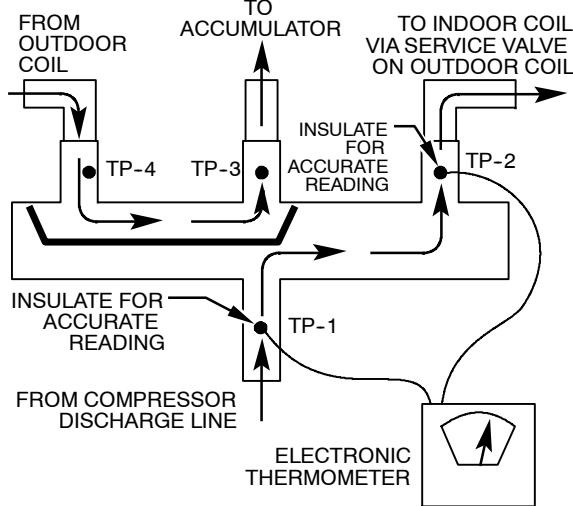 FROM
OUTDOOR
COIL
TO
ACCUMULATOR
TO INDOOR COIL
VIA SERVICE VALVE
ON OUTDOOR COIL
INSULATE
FOR
ACCURATE
READING
TP-4
TP-3
TP-2
INSULATE FOR
ACCURATE
READING
TP-1
FROM COMPRESSOR
DISCHARGE LINE
ELECTRONIC
THERMOMETER